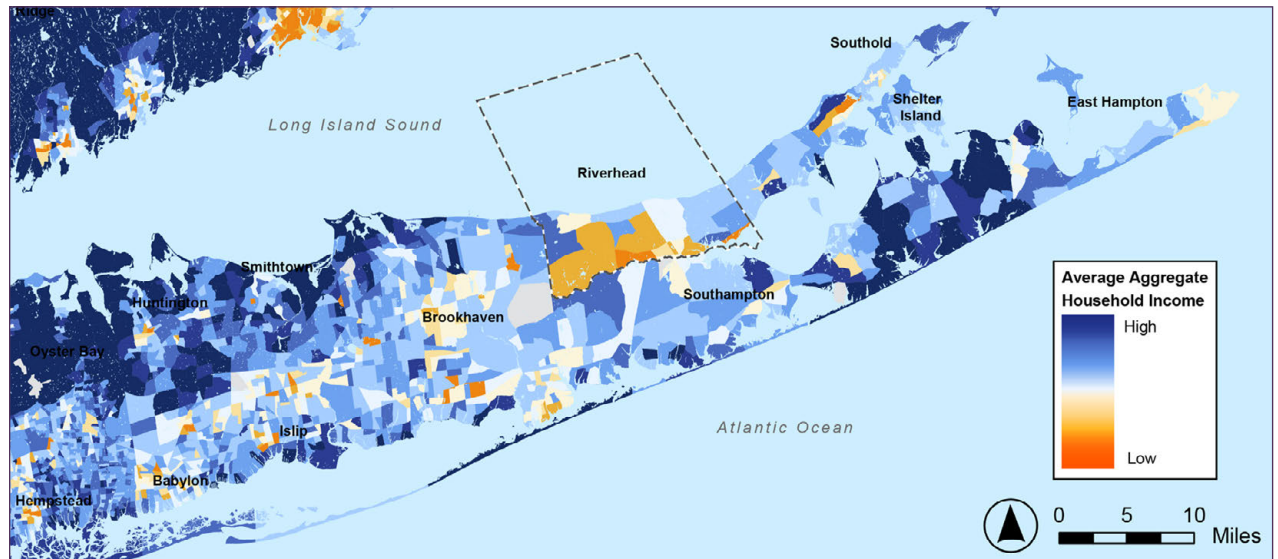 Ridge
Southold
Long Island Sound
Shelter
Island
East Hampton
Riverhead
Smithtown
Huntington
Southampton
Brookhaven
Oyster Bay
Atlantic Ocean
Islip
Babylon
Hempstead
Average Aggregate
Household Income
High
Low
0 5 10
Miles